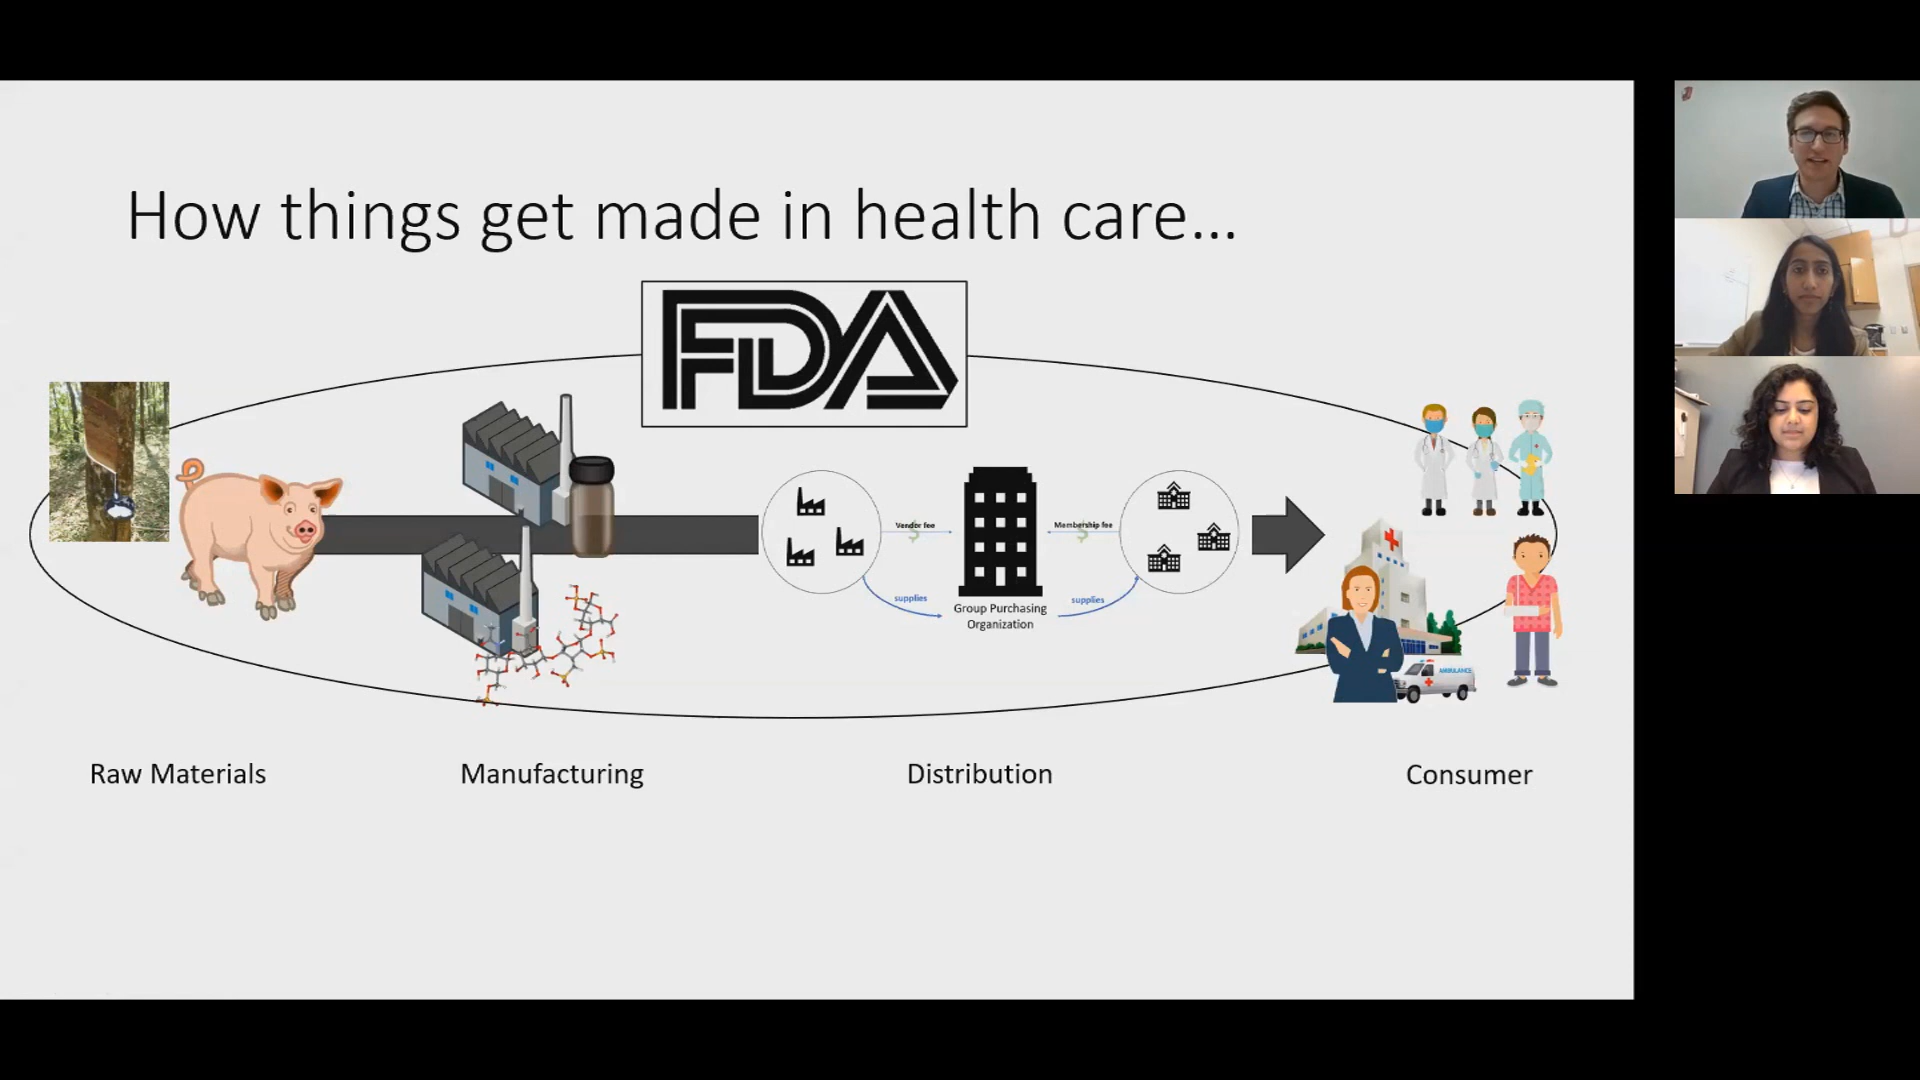 How things get made in health care...
FDA
Vendor fee
Membership fee
supplies
supplies
Group Purchasing
Organization
AMBULANCE
Raw Materials
Manufacturing
Distribution
Consumer